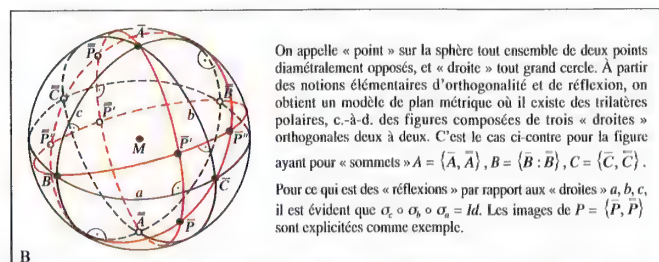 On appelle « point » sur la sphère tout ensemble de deux points
diamétralement opposés, et « droite » tout grand cercle. À partir
des notions élémentaires d'orthogonalité et de réflexion, on
obtient un modèle de plan métrique où il existe des trilatères
polaires, c.-à-d. des figures composées de trois « droites »
orthogonales deux à deux. C'est le cas ci-contre pour la figure
ayant pour « sommets » A = {A̅, A̿}, B = {B̅ : B̿}, C = {C̅, C̿}.
Pour ce qui est des « réflexions » par rapport aux « droites » a, b, c,
il est évident que σc ∘ σb ∘ σa = Id. Les images de P = {P̅, P̿}
sont explicitées comme exemple.
A̅
P̿
C̿
c
P̿'
b
B̿
P̅''
P̿''
M
P̅'
B̅
a
C̅
A̿
P̅
B